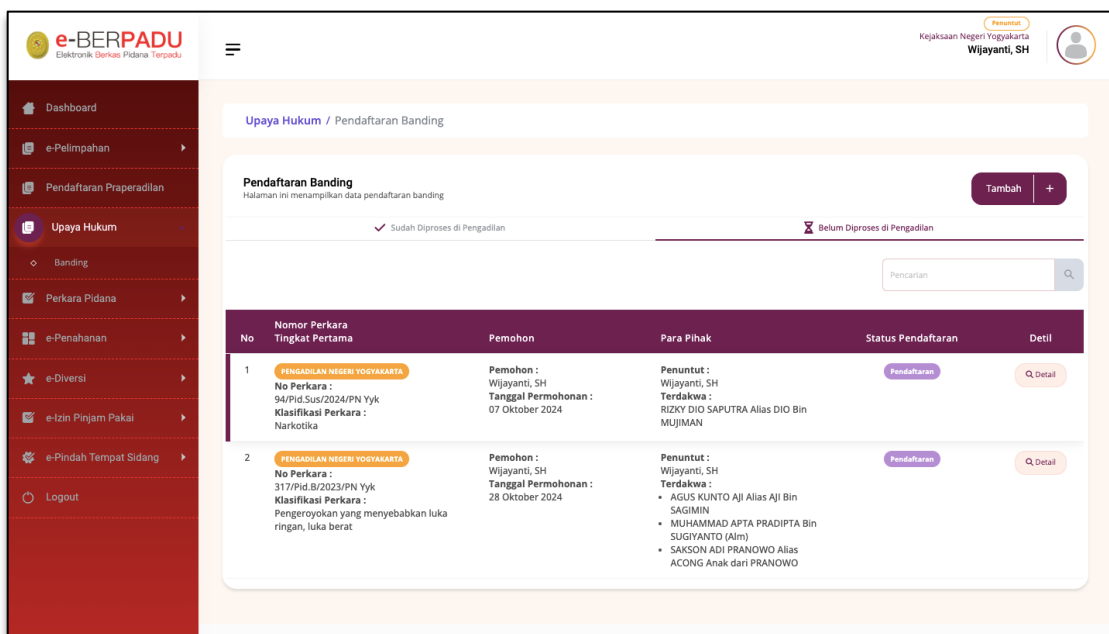 e-BERPADU
Elektronik Berkas Pidana Terpadu
Penuntut
Kejaksaan Negeri Yogyakarta
Wijayanti, SH
Dashboard
e-Pelimpahan
Pendaftaran Praperadilan
Upaya Hukum
Banding
Perkara Pidana
e-Penahanan
e-Diversi
e-Izin Pinjam Pakai
e-Pindah Tempat Sidang
Logout
Upaya Hukum / Pendaftaran Banding
Pendaftaran Banding
Halaman ini menampilkan data pendaftaran banding
Tambah +
Sudah Diproses di Pengadilan
Belum Diproses di Pengadilan
Pencarian
No
Nomor Perkara
Tingkat Pertama
Pemohon
Para Pihak
Status Pendaftaran
Detil
1
PENGADILAN NEGERI YOGYAKARTA
No Perkara :
94/Pid.Sus/2024/PN Yyk
Klasifikasi Perkara :
Narkotika
Pemohon :
Wijayanti, SH
Tanggal Permohonan :
07 Oktober 2024
Penuntut :
Wijayanti, SH
Terdakwa :
RIZKY DIO SAPUTRA Alias DIO Bin
MUJIMAN
Pendaftaran
Detail
2
PENGADILAN NEGERI YOGYAKARTA
No Perkara :
317/Pid.B/2023/PN Yyk
Klasifikasi Perkara :
Pengeroyokan yang menyebabkan luka
ringan, luka berat
Pemohon :
Wijayanti, SH
Tanggal Permohonan :
28 Oktober 2024
Penuntut :
Wijayanti, SH
Terdakwa :
• AGUS KUNTO AJI Alias AJI Bin
SAGIMIN
• MUHAMMAD APTA PRADIPTA Bin
SUGIYANTO (Alm)
• SAKSON ADI PRANOWO Alias
ACONG Anak dari PRANOWO
Pendaftaran
Detail